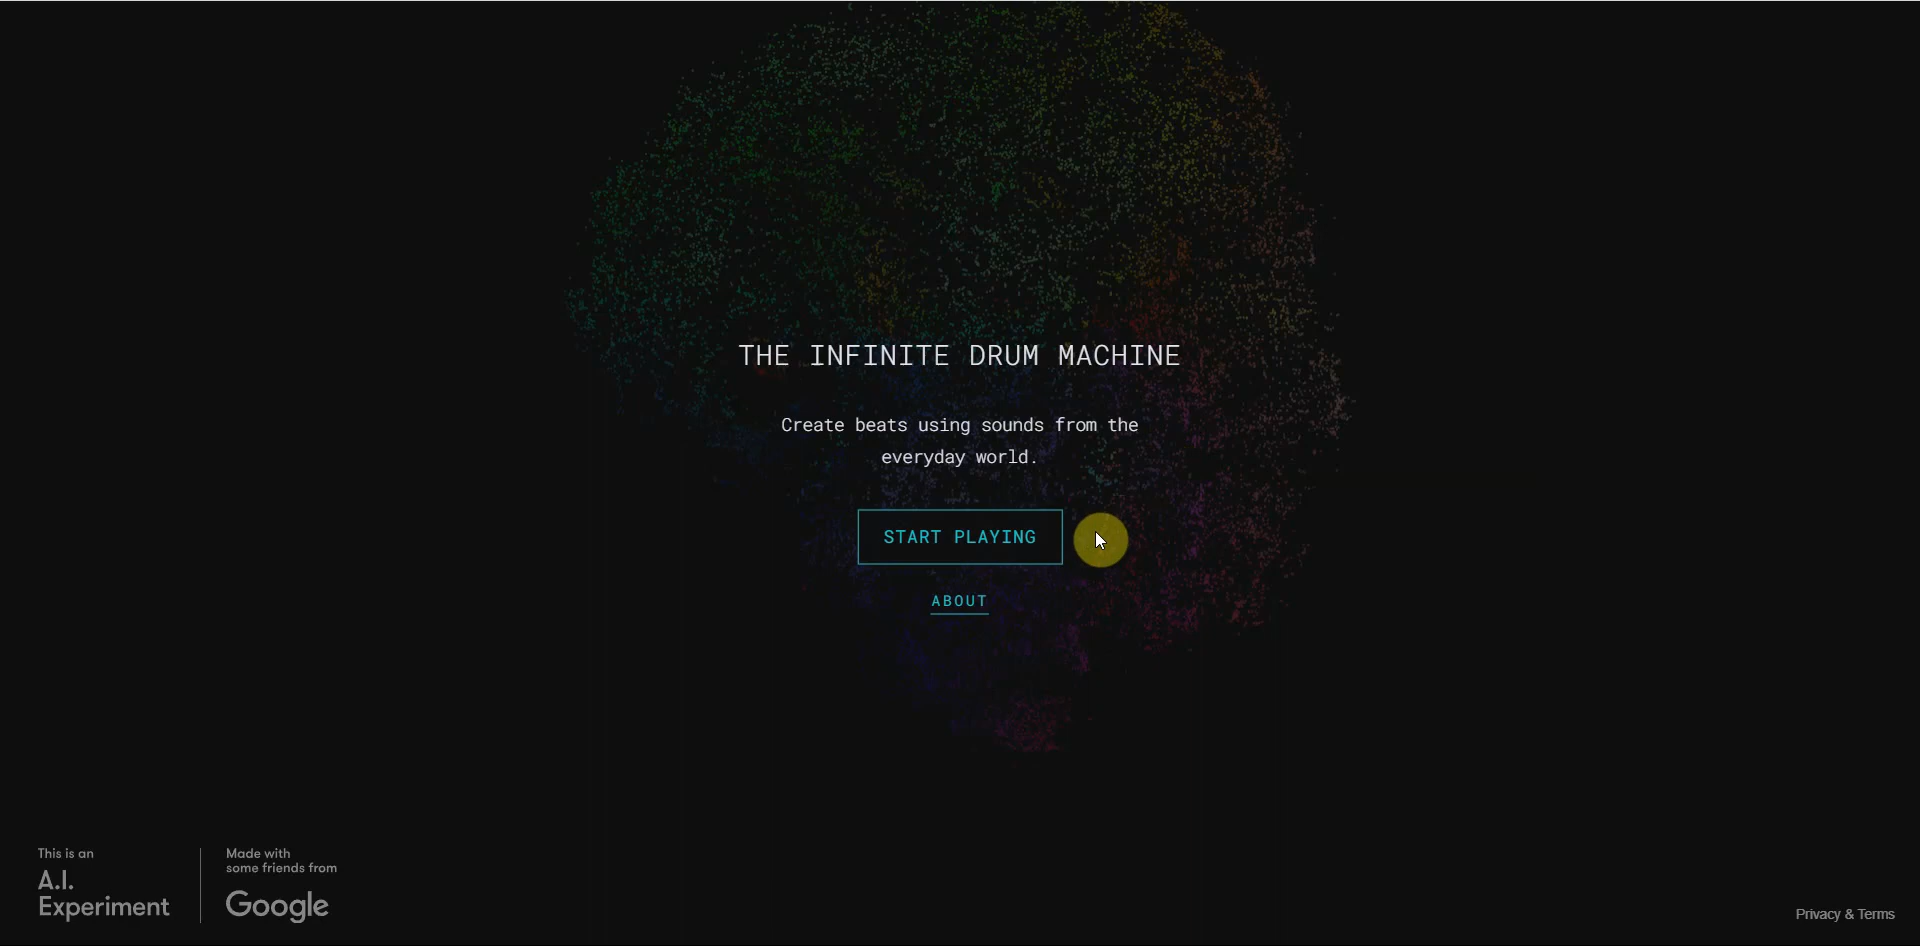 THE INFINITE DRUM MACHINE
Create beats using sounds from the
everyday world.
START PLAYING
ABOUT
This is an
A.I.
Experiment
Made with
some friends from
Google
Privacy & Terms